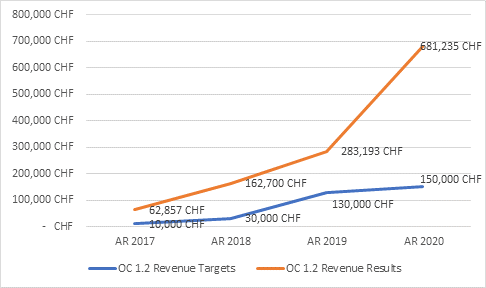 800,000 CHF
700,000 CHF
600,000 CHF
500,000 CHF
400,000 CHF
300,000 CHF
200,000 CHF
100,000 CHF
- CHF
681,235 CHF
283,193 CHF
162,700 CHF
62,857 CHF
150,000 CHF
130,000 CHF
30,000 CHF
10,000 CHF
AR 2017 AR 2018 AR 2019 AR 2020
OC 1.2 Revenue Targets OC 1.2 Revenue Results